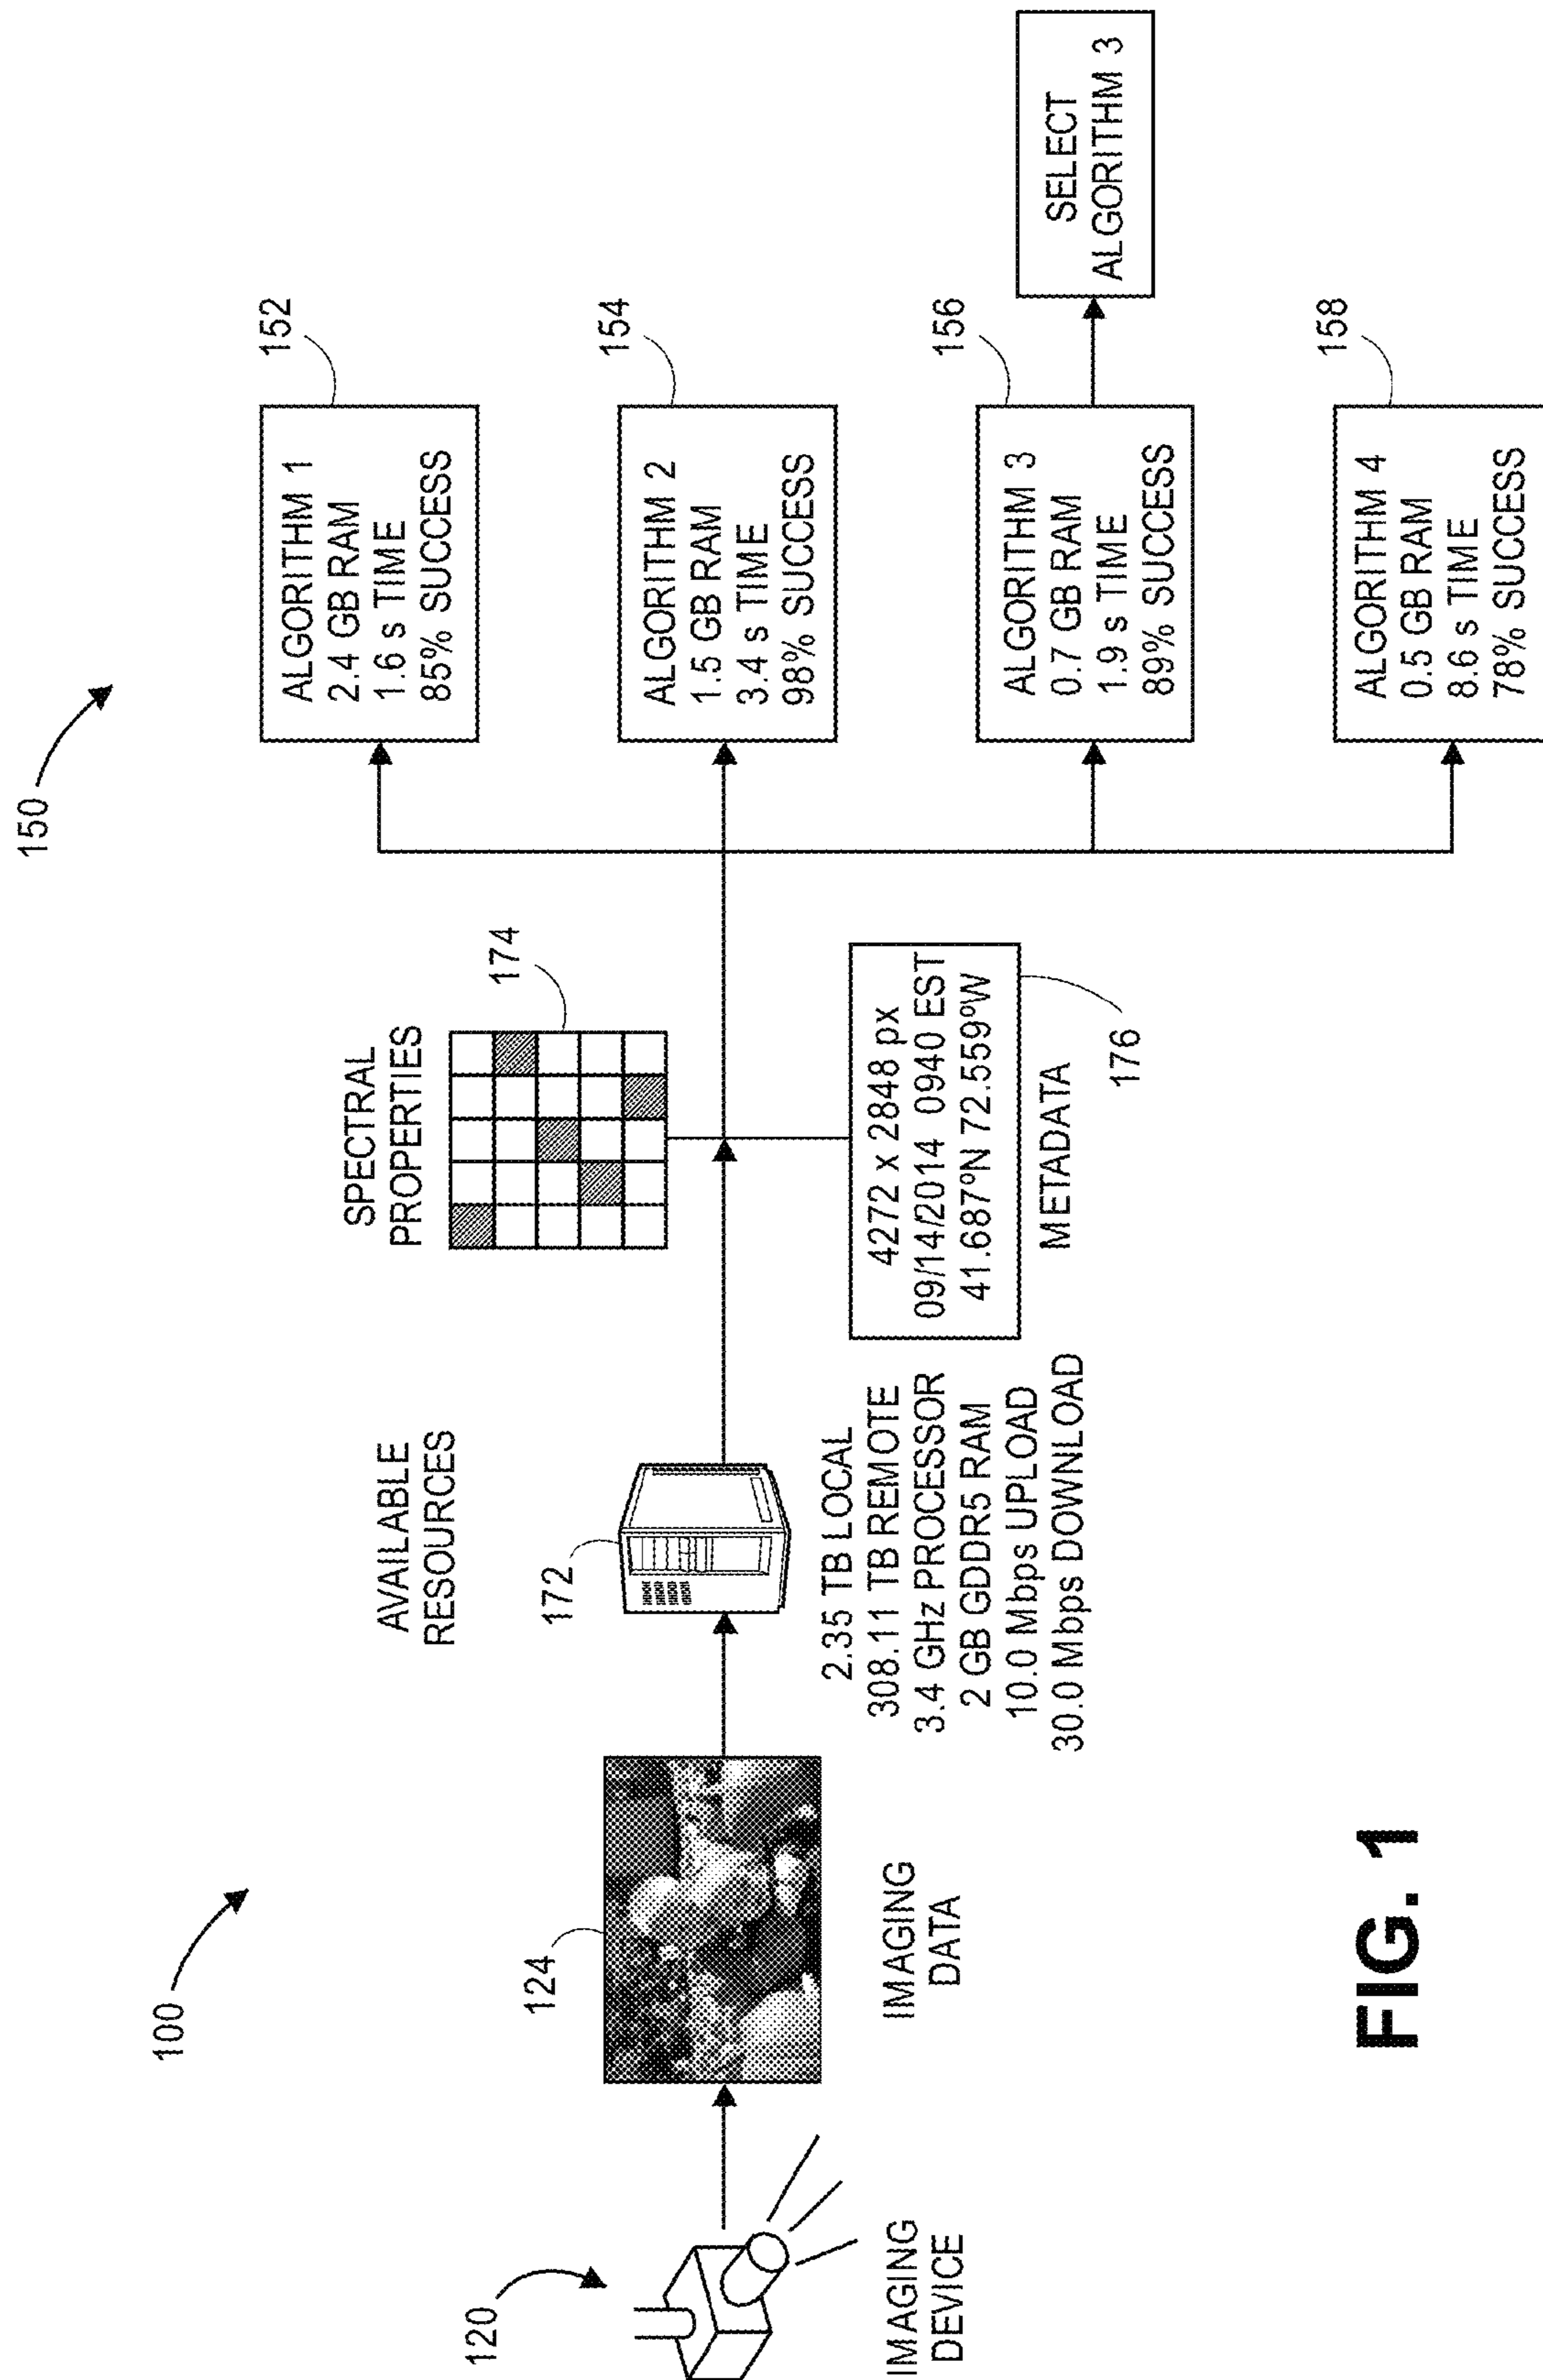 100
150
120
IMAGING
DEVICE
124
IMAGING
DATA
AVAILABLE
RESOURCES
172
2.35 TB LOCAL
308.11 TB REMOTE
3.4 GHz PROCESSOR
2 GB GDDR5 RAM
10.0 Mbps UPLOAD
30.0 Mbps DOWNLOAD
SPECTRAL
PROPERTIES
174
4272 x 2848 px
09/14/2014 0940 EST
41.687ºN 72.559ºW
METADATA
176
152
ALGORITHM 1
2.4 GB RAM
1.6 s TIME
85% SUCCESS
154
ALGORITHM 2
1.5 GB RAM
3.4 s TIME
98% SUCCESS
156
ALGORITHM 3
0.7 GB RAM
1.9 s TIME
89% SUCCESS
158
ALGORITHM 4
0.5 GB RAM
8.6 s TIME
78% SUCCESS
SELECT
ALGORITHM 3
FIG. 1